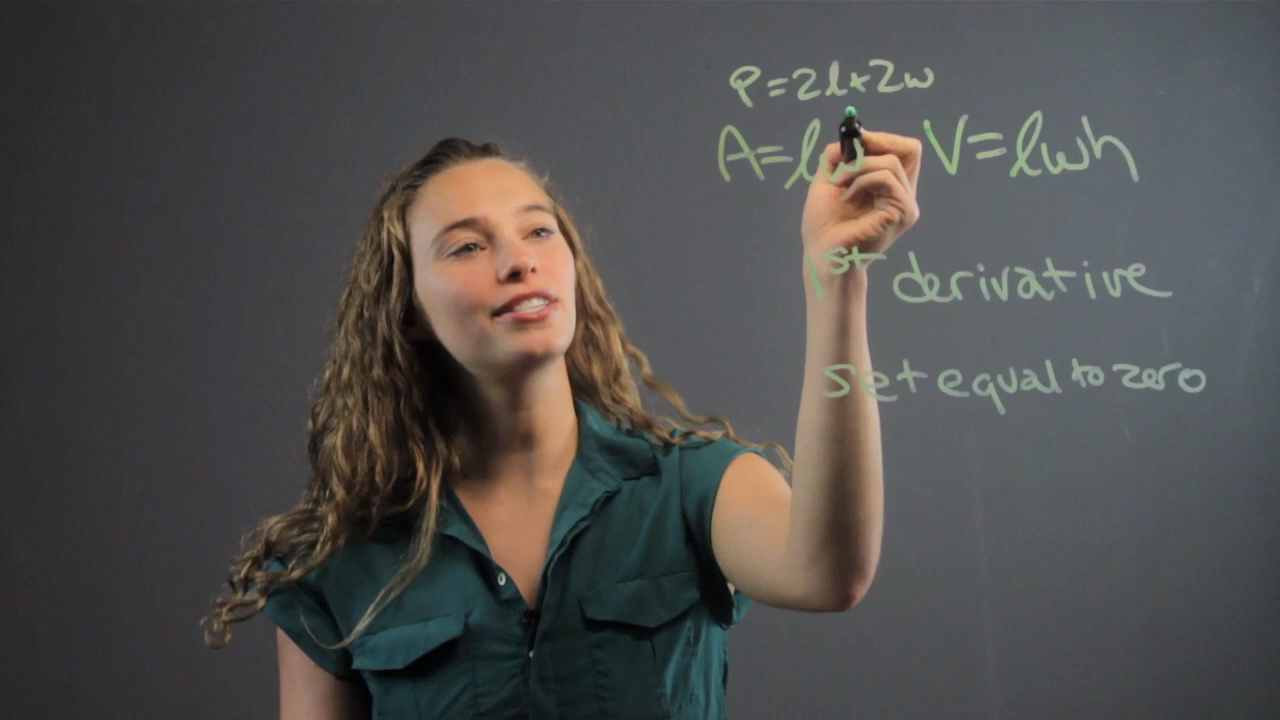 P=2l+2w
A=lw V=lwh
1st derivative
set equal to zero